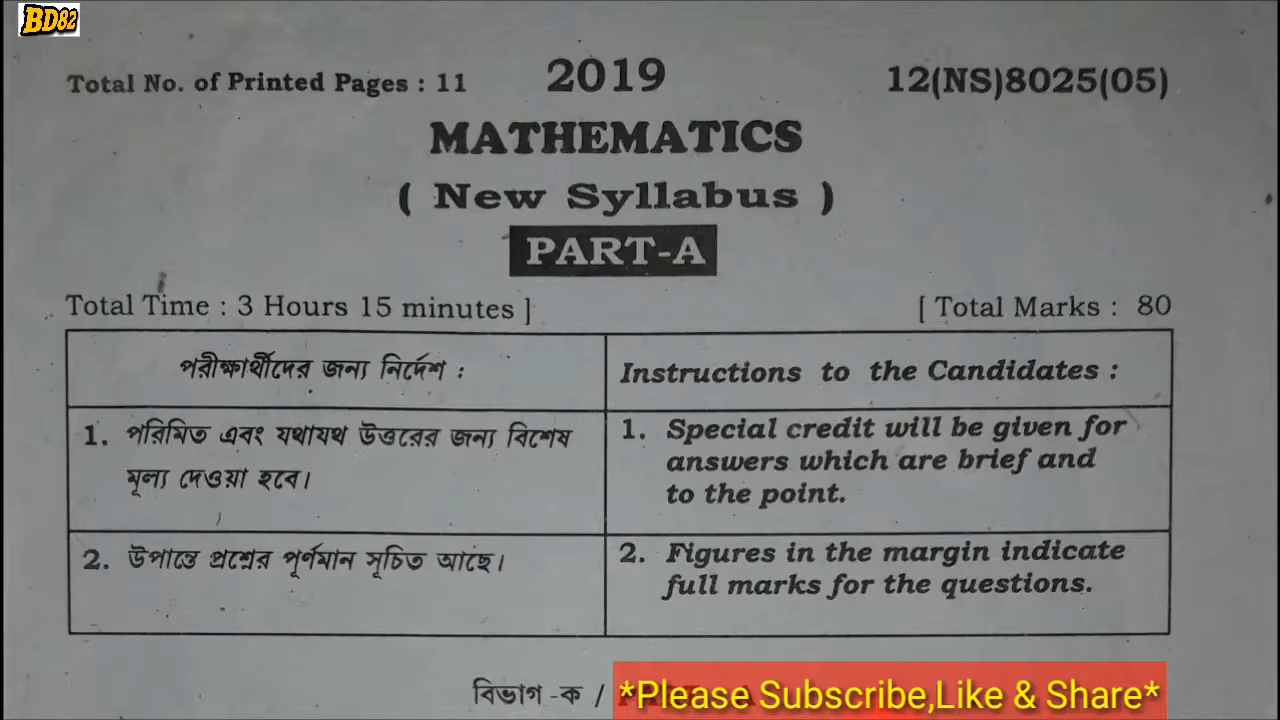 BD82
Total No. of Printed Pages : 11 2019 12(NS)8025(05)
MATHEMATICS
( New Syllabus )
PART-A
Total Time : 3 Hours 15 minutes ] [ Total Marks : 80
পরীক্ষার্থীদের জন্য নির্দেশ :
1. পরিমিত এবং যথাযথ উত্তরের জন্য বিশেষ
মূল্য দেওয়া হবে।
2. উপান্তে প্রশ্নের পূর্ণমান সূচিত আছে।
Instructions to the Candidates :
1. Special credit will be given for
answers which are brief and
to the point.
2. Figures in the margin indicate
full marks for the questions.
বিভাগ -ক /
*Please Subscribe,Like & Share*